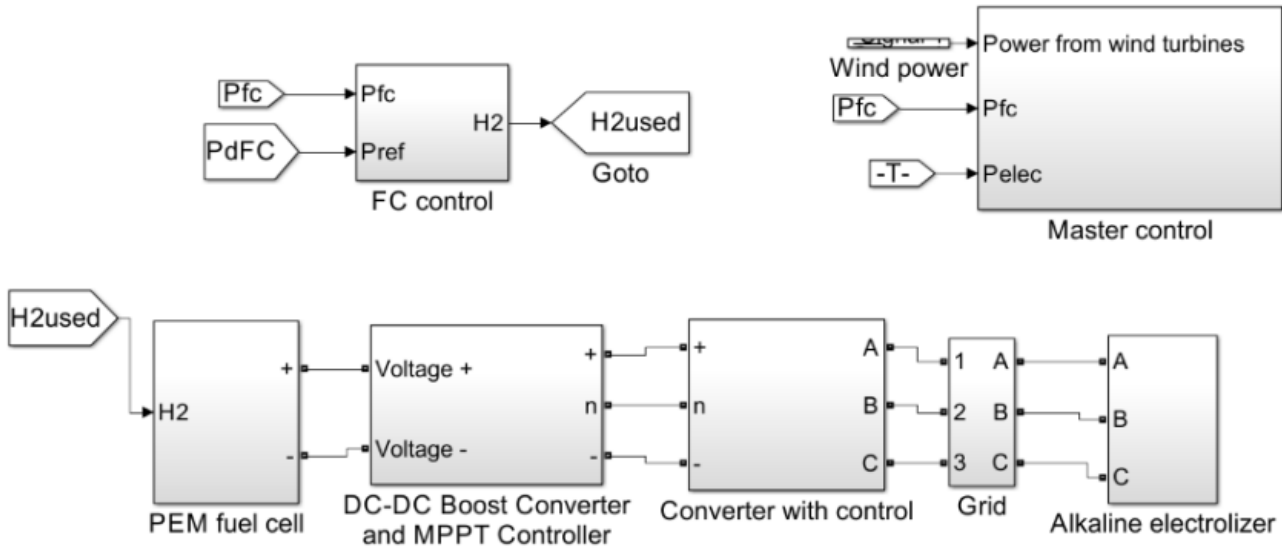 Pfc
PdFC
Pfc
Pref
H2
FC control
H2used
Goto
Wind power
Pfc
-T-
Power from wind turbines
Pfc
Pelec
Master control
H2used
H2
+
-
PEM fuel cell
Voltage +
Voltage -
+
n
-
DC-DC Boost Converter
and MPPT Controller
+
n
-
A
B
C
Converter with control
1
2
3
A
B
C
Grid
A
B
C
Alkaline electrolizer